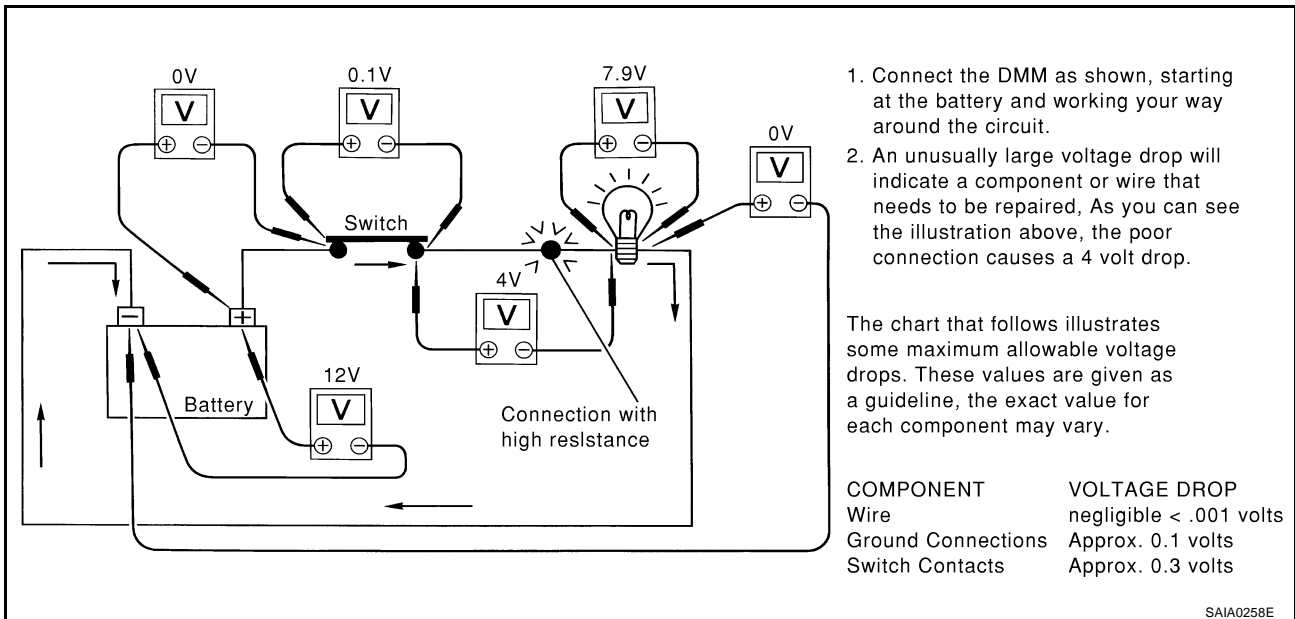 0V
0.1V
7.9V
0V
V
V
V
V
+ −
+ −
+ −
+ −
Switch
4V
V
+ −
− +
12V
V
+ −
Battery
Connection with
high reslstance
1. Connect the DMM as shown, starting
at the battery and working your way
around the circuit.
2. An unusually large voltage drop will
indicate a component or wire that
needs to be repaired, As you can see
the illustration above, the poor
connection causes a 4 volt drop.
The chart that follows illustrates
some maximum allowable voltage
drops. These values are given as
a guideline, the exact value for
each component may vary.
COMPONENT VOLTAGE DROP
Wire negligible < .001 volts
Ground Connections Approx. 0.1 volts
Switch Contacts Approx. 0.3 volts
SAIA0258E